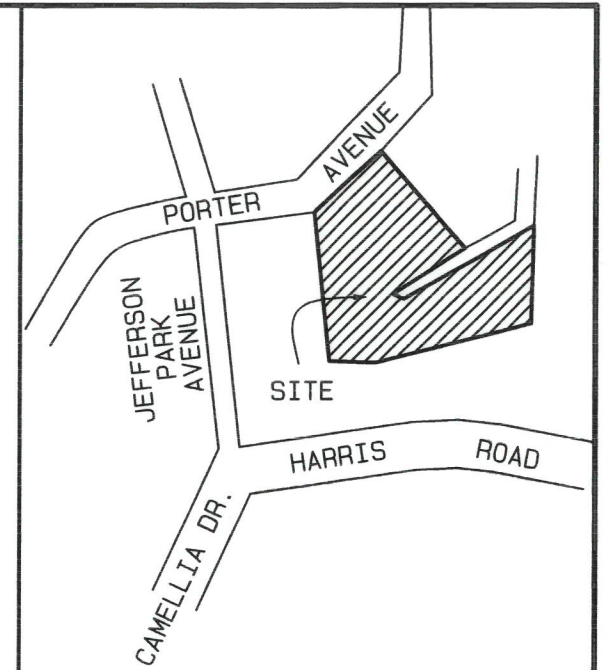 PORTER
AVENUE
JEFFERSON
PARK
AVENUE
SITE
HARRIS ROAD
CAMELLIA DR.